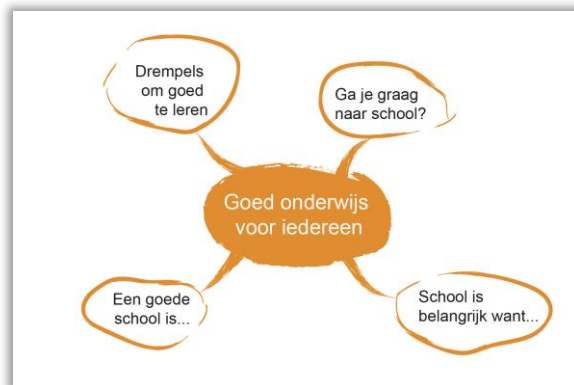 Drempels
om goed
te leren
Ga je graag
naar school?
Goed onderwijs
voor iedereen
Een goede
school is...
School is
belangrijk want...